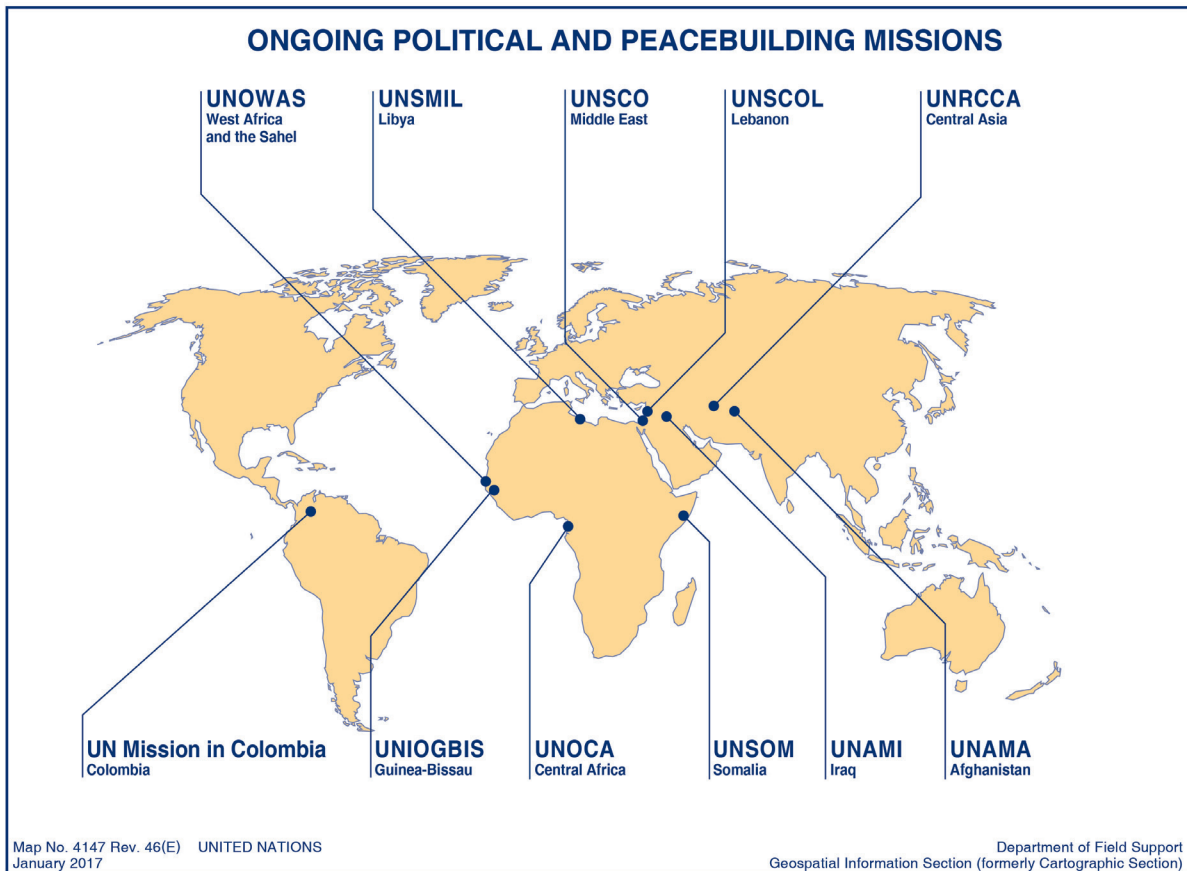 ONGOING POLITICAL AND PEACEBUILDING MISSIONS
UNOWAS
West Africa
and the Sahel
UNSMIL
Libya
UNSCO
Middle East
UNSCOL
Lebanon
UNRCCA
Central Asia
UN Mission in Colombia
Colombia
UNIOGBIS
Guinea-Bissau
UNOCA
Central Africa
UNSOM
Somalia
UNAMI
Iraq
UNAMA
Afghanistan
Map No. 4147 Rev. 46(E) UNITED NATIONS
January 2017
Department of Field Support
Geospatial Information Section (formerly Cartographic Section)